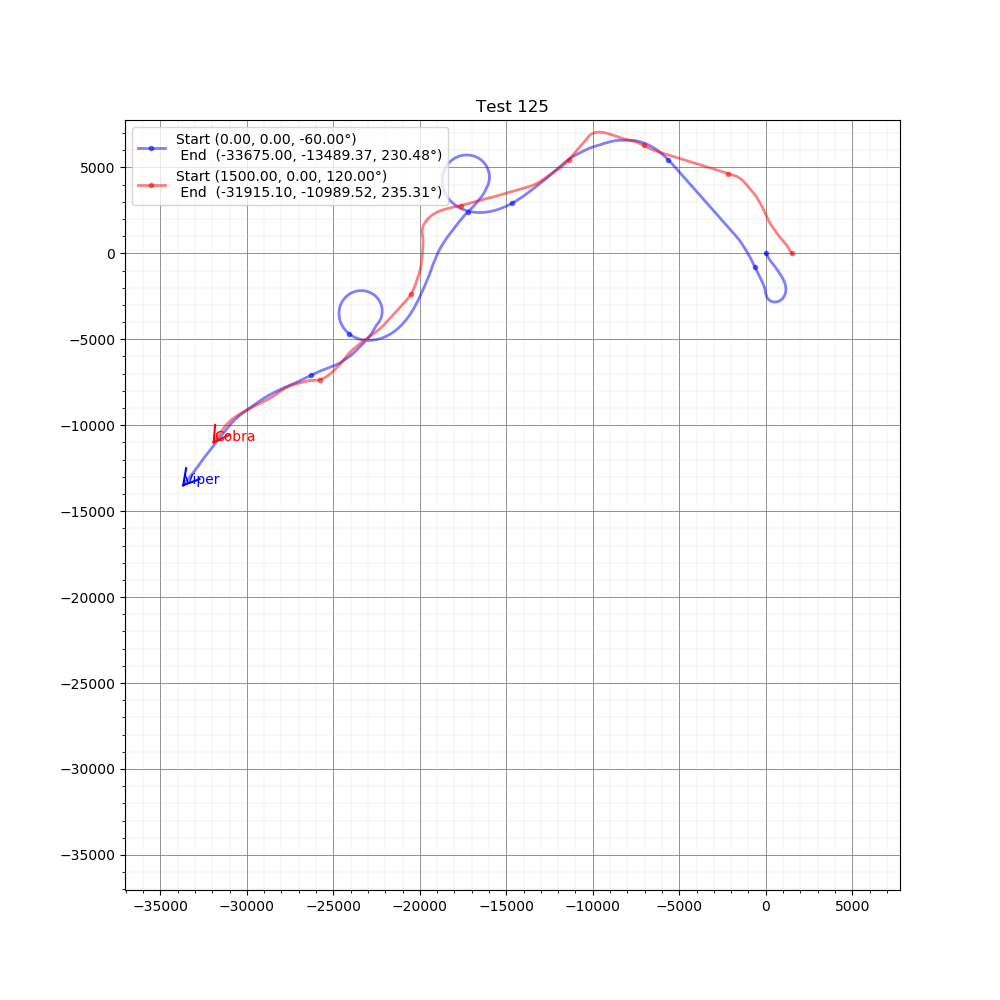 Test 125
Start (0.00, 0.00, -60.00°)
End (-33675.00, -13489.37, 230.48°)
Start (1500.00, 0.00, 120.00°)
End (-31915.10, -10989.52, 235.31°)
5000
0
−5000
−10000
−15000
−20000
−25000
−30000
−35000
Cobra
Viper
−35000 −30000 −25000 −20000 −15000 −10000 −5000 0 5000